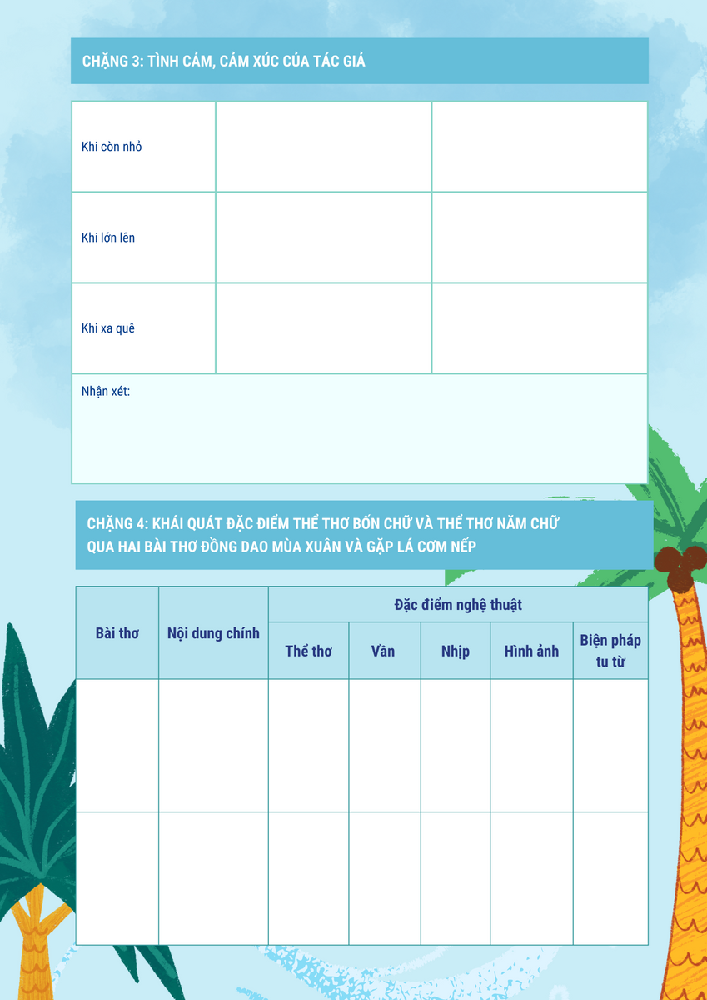 CHẶNG 3: TÌNH CẢM, CẢM XÚC CỦA TÁC GIẢ
Khi còn nhỏ
Khi lớn lên
Khi xa quê
Nhận xét:
CHẶNG 4: KHÁI QUÁT ĐẶC ĐIỂM THỂ THƠ BỐN CHỮ VÀ THỂ THƠ NĂM CHỮ
QUA HAI BÀI THƠ ĐỒNG DAO MÙA XUÂN VÀ GẶP LÁ CƠM NẾP
Bài thơ
Nội dung chính
Đặc điểm nghệ thuật
Thể thơ
Vần
Nhịp
Hình ảnh
Biện pháp
tu từ